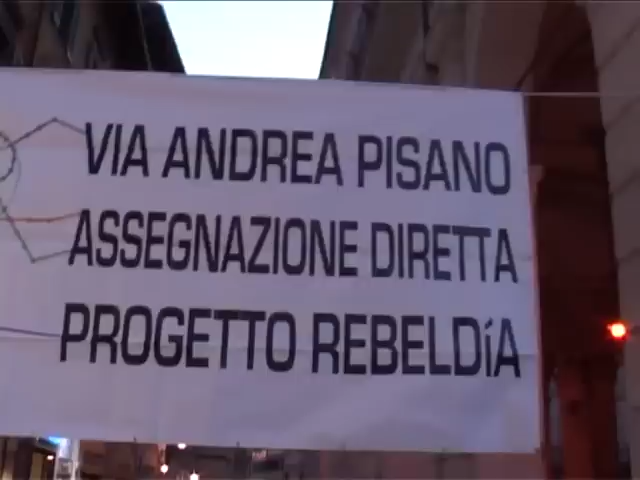 VIA ANDREA PISANO
ASSEGNAZIONE DIRETTA
PROGETTO REBELDíA